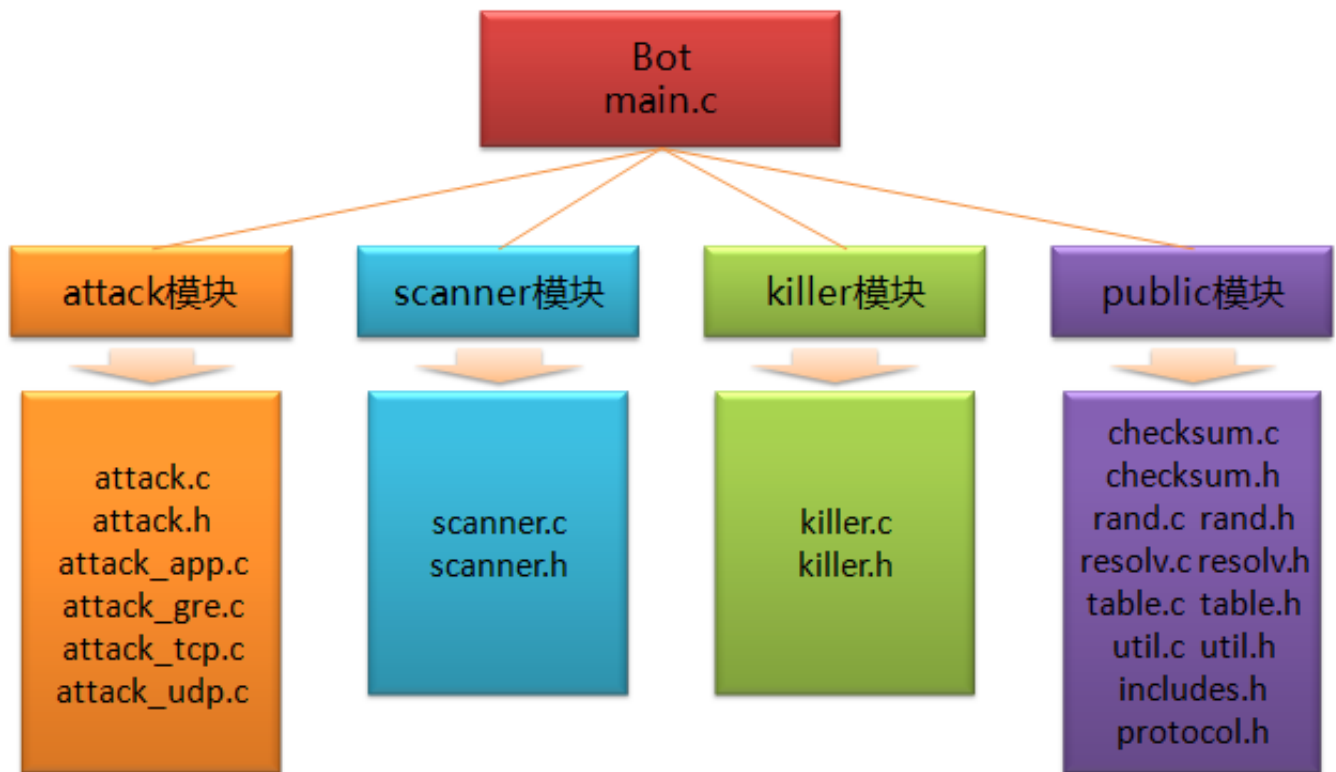 Bot
main.c
attack模块
scanner模块
killer模块
public模块
attack.c
attack.h
attack_app.c
attack_gre.c
attack_tcp.c
attack_udp.c
scanner.c
scanner.h
killer.c
killer.h
checksum.c
checksum.h
rand.c rand.h
resolv.c resolv.h
table.c table.h
util.c util.h
includes.h
protocol.h